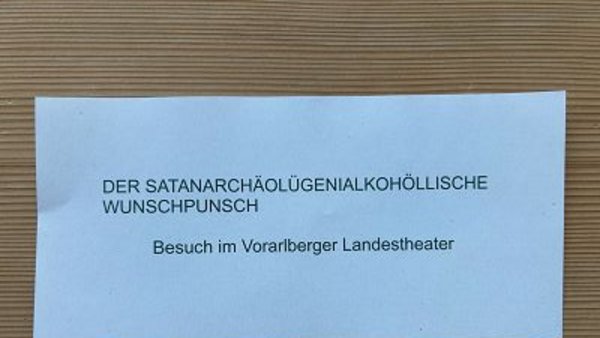 DER SATANARCHÄOLÜGENIALKOHÖLLISCHE
WUNSCHPUNSCH
Besuch im Vorarlberger Landestheater